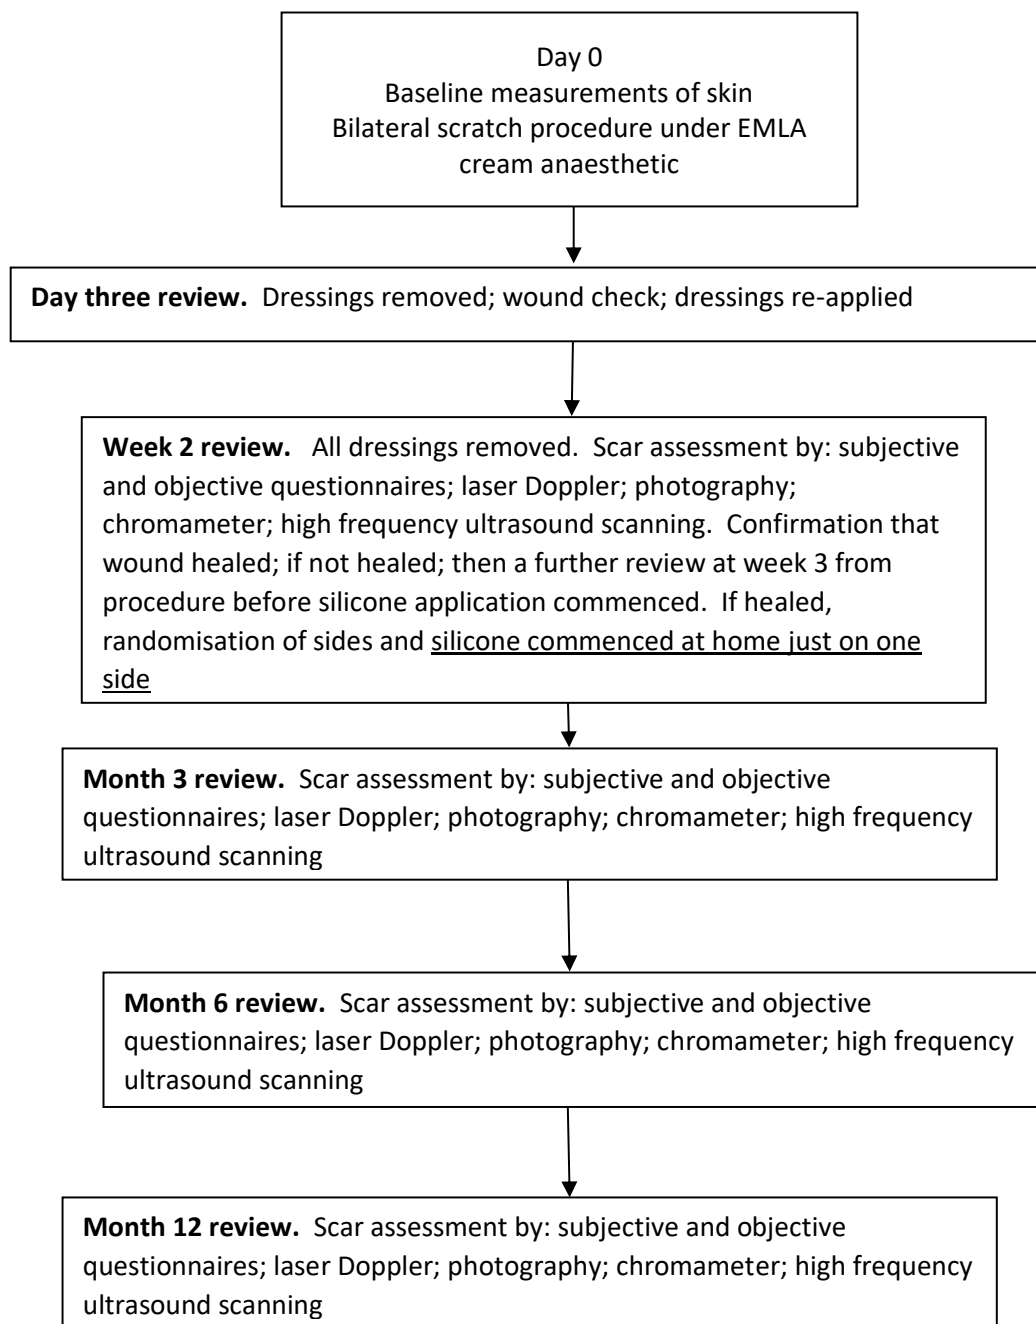 Day 0
Baseline measurements of skin
Bilateral scratch procedure under EMLA
cream anaesthetic
Day three review.  Dressings removed; wound check; dressings re-applied
Week 2 review.   All dressings removed.  Scar assessment by: subjective
and objective questionnaires; laser Doppler; photography;
chromameter; high frequency ultrasound scanning.  Confirmation that
wound healed; if not healed; then a further review at week 3 from
procedure before silicone application commenced.  If healed,
randomisation of sides and silicone commenced at home just on one
side
Month 3 review.  Scar assessment by: subjective and objective
questionnaires; laser Doppler; photography; chromameter; high frequency
ultrasound scanning
Month 6 review.  Scar assessment by: subjective and objective
questionnaires; laser Doppler; photography; chromameter; high frequency
ultrasound scanning
Month 12 review.  Scar assessment by: subjective and objective
questionnaires; laser Doppler; photography; chromameter; high frequency
ultrasound scanning